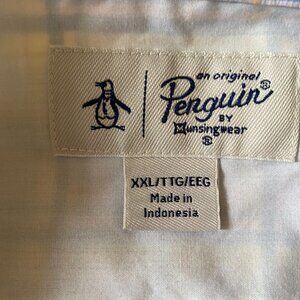 an original
Penguin®
BY
Munsingwear
®
XXL/TTG/EEG
Made in
Indonesia